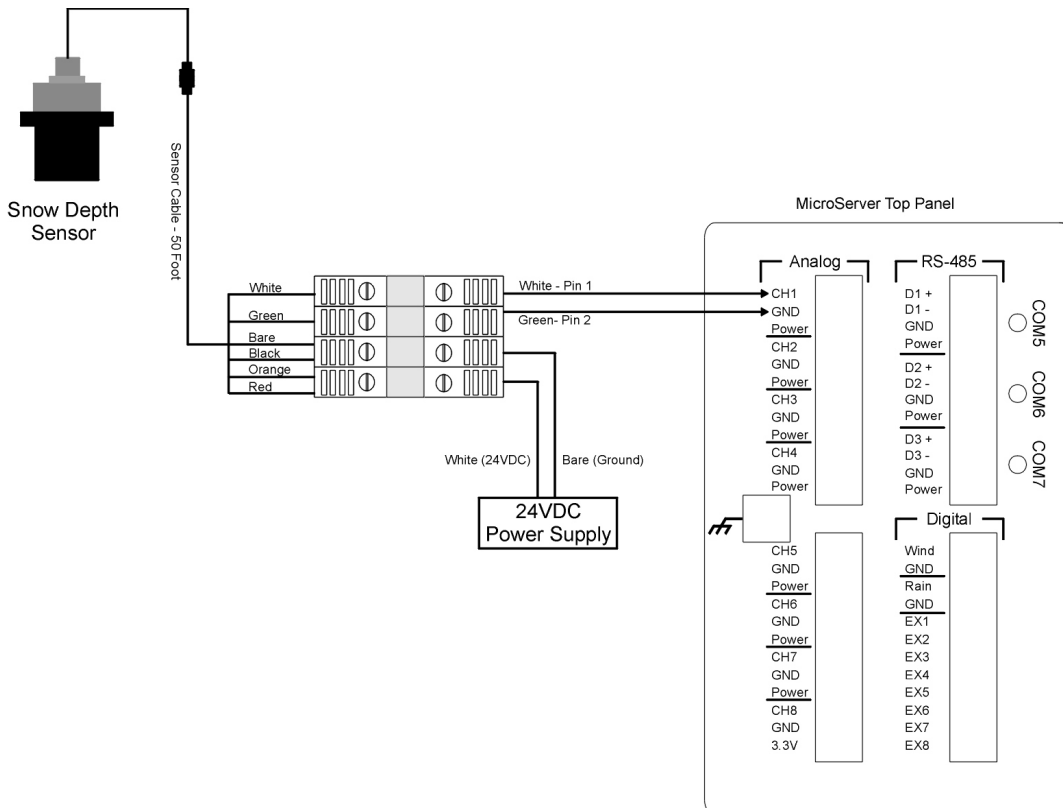 Snow Depth
Sensor
Sensor Cable - 50 Foot
White
Green
Bare
Black
Orange
Red
White - Pin 1
Green- Pin 2
White (24VDC)
Bare (Ground)
24VDC
Power Supply
MicroServer Top Panel
Analog
CH1
GND
Power
CH2
GND
Power
CH3
GND
Power
CH4
GND
Power
CH5
GND
Power
CH6
GND
Power
CH7
GND
Power
CH8
GND
3.3V
RS-485
D1 +
D1 -
GND
Power
D2 +
D2 -
GND
Power
D3 +
D3 -
GND
Power
COM5
COM6
COM7
Digital
Wind
GND
Rain
GND
EX1
EX2
EX3
EX4
EX5
EX6
EX7
EX8